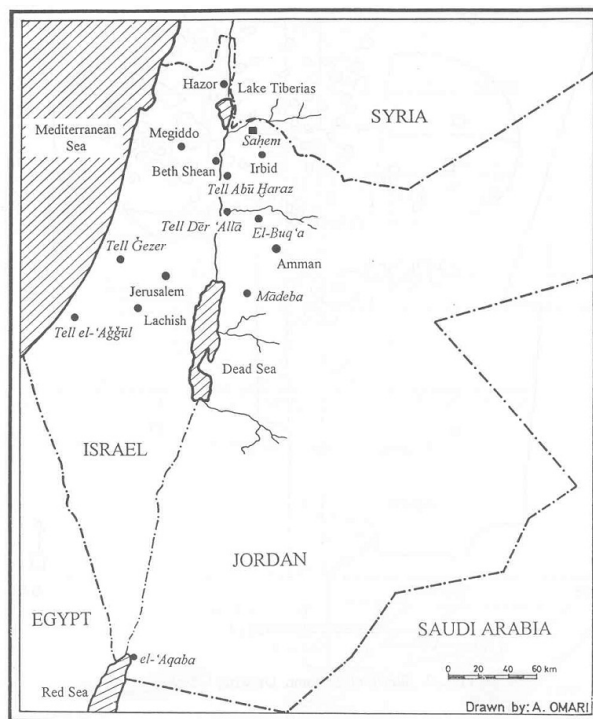 Hazor
Lake Tiberias
SYRIA
Mediterranean
Sea
Megiddo
Saḥem
Beth Shean
Irbid
Tell Abū Ḫaraz
Tell Dēr ‘Allā
El-Buq‘a
Tell Ǧezer
Amman
Jerusalem
Mādeba
Lachish
Tell el-‘Aǧǧūl
Dead Sea
ISRAEL
JORDAN
EGYPT
SAUDI ARABIA
el-‘Aqaba
0 20 40 60 km
Red Sea
Drawn by: A. OMARI